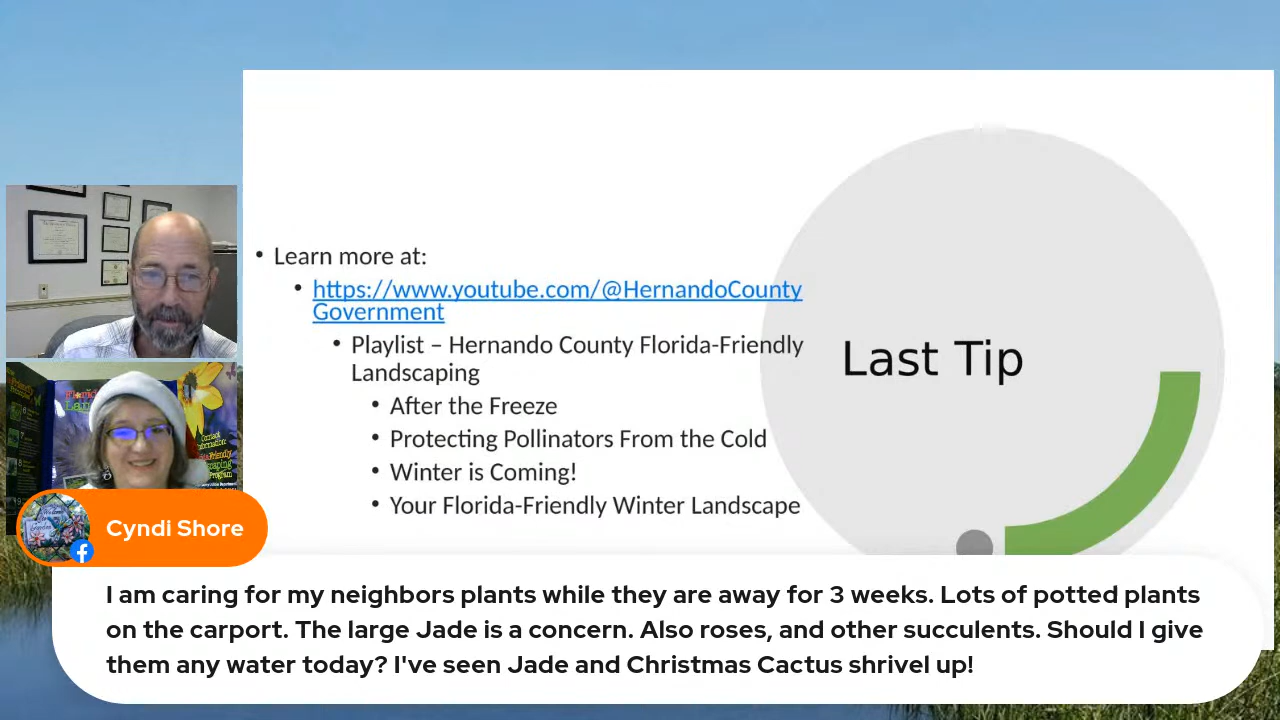 Learn more at:
https://www.youtube.com/@HernandoCounty
Government
Playlist – Hernando County Florida-Friendly
Landscaping
After the Freeze
Protecting Pollinators From the Cold
Winter is Coming!
Your Florida-Friendly Winter Landscape
Last Tip
Contact
Information:
Cyndi Shore
I am caring for my neighbors plants while they are away for 3 weeks. Lots of potted plants
on the carport. The large Jade is a concern. Also roses, and other succulents. Should I give
them any water today? I've seen Jade and Christmas Cactus shrivel up!